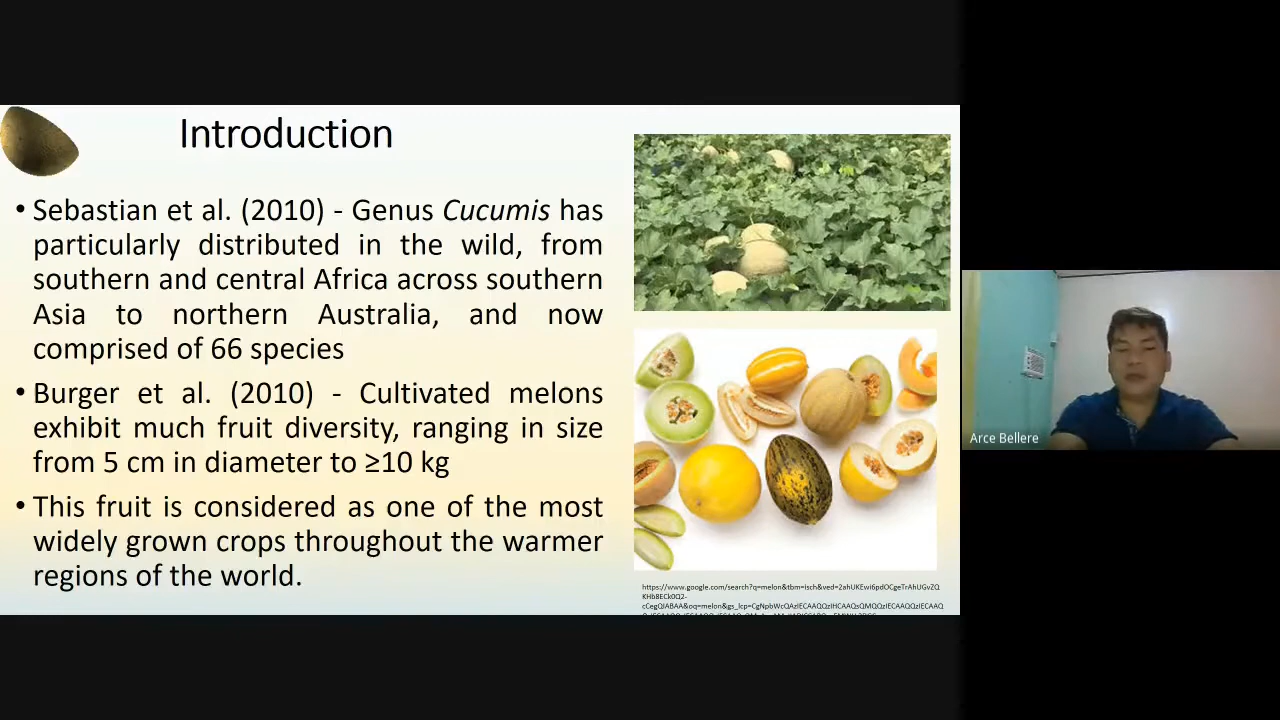 Introduction
• Sebastian et al. (2010) - Genus Cucumis has
particularly distributed in the wild, from
southern and central Africa across southern
Asia to northern Australia, and now
comprised of 66 species
• Burger et al. (2010) - Cultivated melons
exhibit much fruit diversity, ranging in size
from 5 cm in diameter to ≥10 kg
• This fruit is considered as one of the most
widely grown crops throughout the warmer
regions of the world.
https://www.google.com/search?q=melon&tbm=isch&ved=2ahUKEwi6pdOCgeTrAhUGvZQ
KHb8ECk0Q2-
cCegQIABAA&oq=melon&gs_lcp=CgNpbWcQAzIECAAQQzIHCAAQsQMQQzIECAAQQzIECAAQ
Arce Bellere